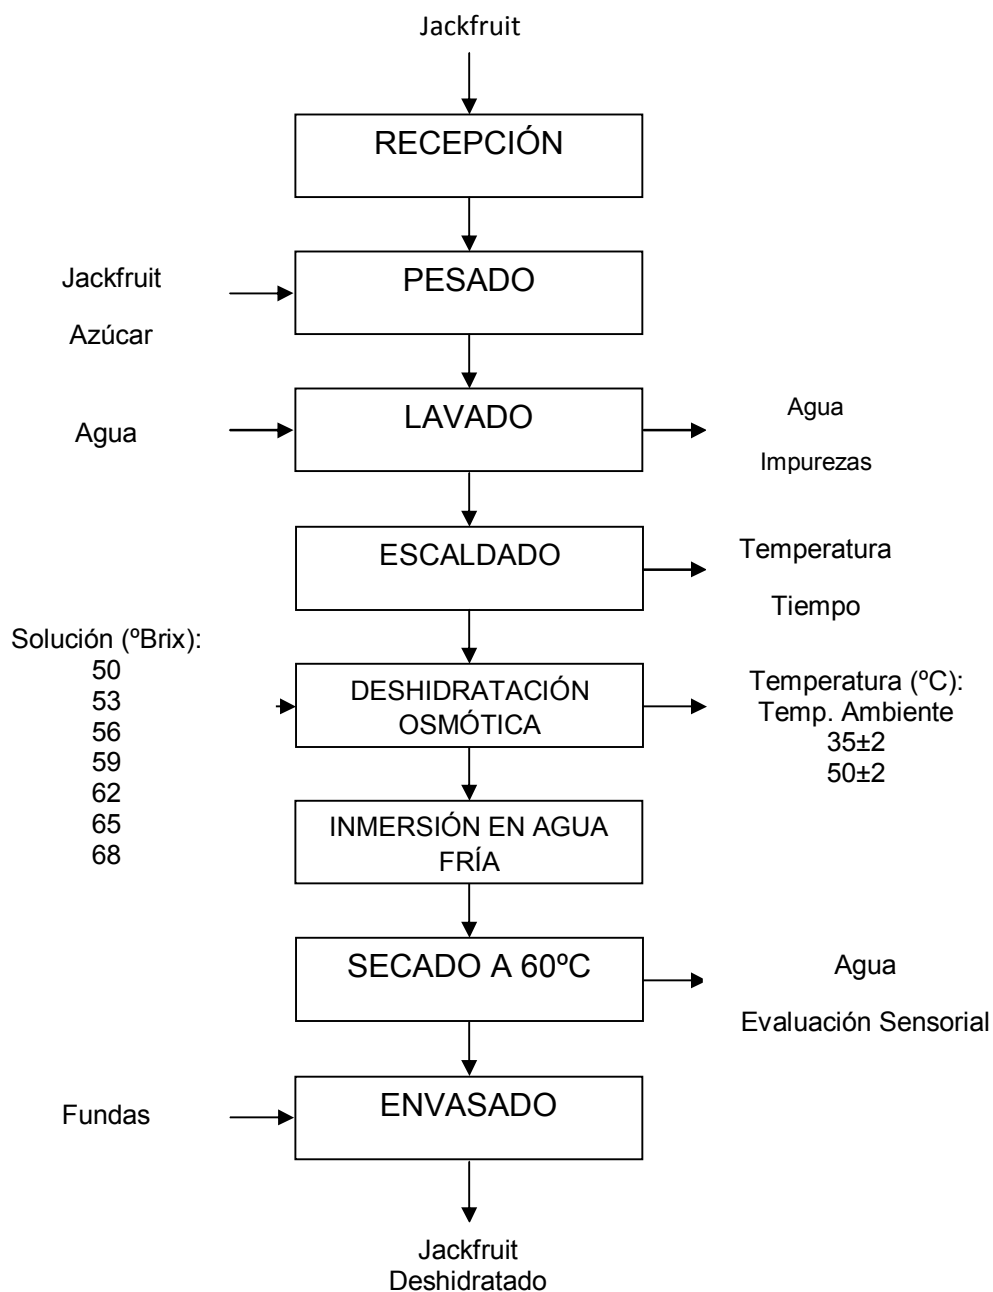 Jackfruit
RECEPCIÓN
Jackfruit
Azúcar
PESADO
Agua
LAVADO
Agua
Impurezas
ESCALDADO
Temperatura
Tiempo
Solución (ºBrix):
50
53
56
59
62
65
68
DESHIDRATACIÓN
OSMÓTICA
Temperatura (ºC):
Temp. Ambiente
35±2
50±2
INMERSIÓN EN AGUA
FRÍA
SECADO A 60ºC
Agua
Evaluación Sensorial
Fundas
ENVASADO
Jackfruit
Deshidratado